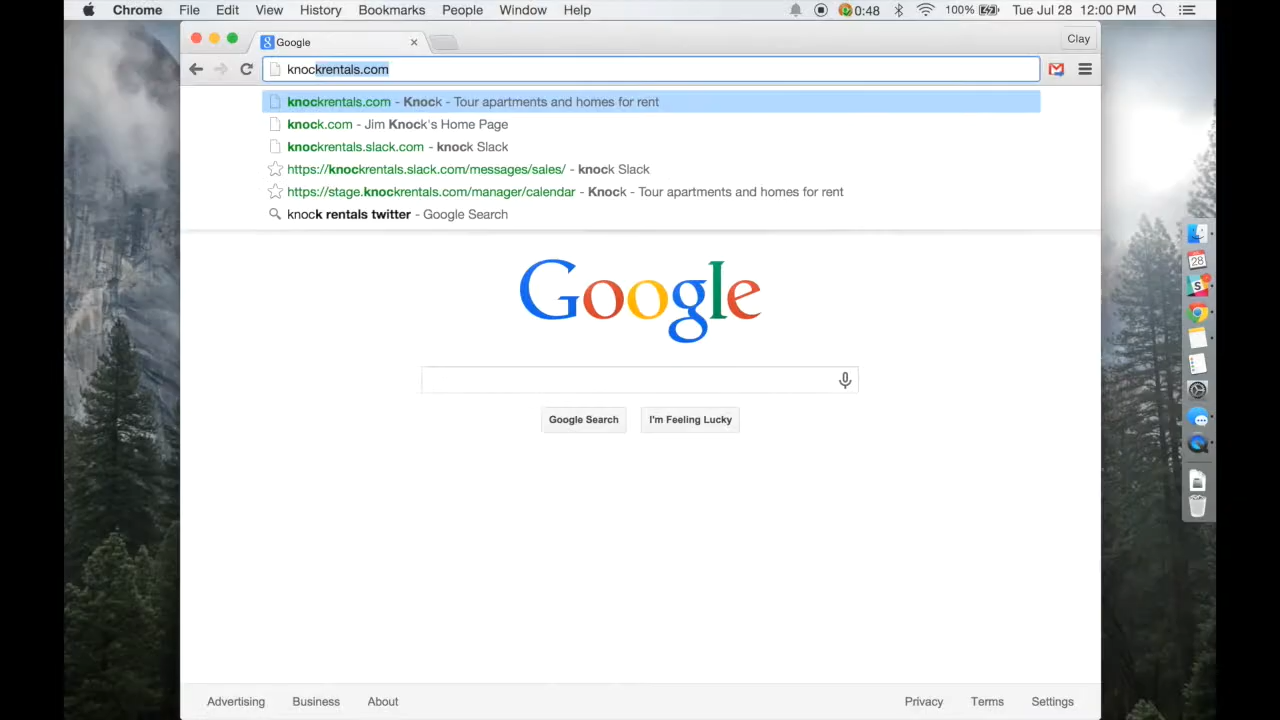 Chrome File Edit View History Bookmarks People Window Help 0:48 100% Tue Jul 28 12:00 PM
Google Clay
knockrentals.com
knockrentals.com - Knock - Tour apartments and homes for rent
knock.com - Jim Knock's Home Page
knockrentals.slack.com - knock Slack
https://knockrentals.slack.com/messages/sales/ - knock Slack
https://stage.knockrentals.com/manager/calendar - Knock - Tour apartments and homes for rent
knock rentals twitter - Google Search
Google
Google Search I'm Feeling Lucky
28
S
Advertising Business About Privacy Terms Settings